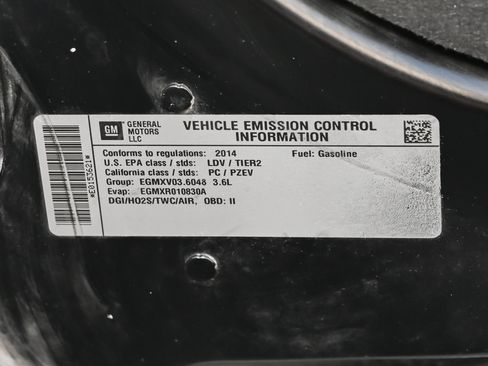 GM GENERAL MOTORS LLC
VEHICLE EMISSION CONTROL INFORMATION
Conforms to regulations: 2014 Fuel: Gasoline
U.S. EPA class / stds: LDV / TIER2
California class / stds: PC / PZEV
Group: EGMXV03.6048 3.6L
Evap: EGMXR010830A
DGI/HO2S/TWC/AIR, OBD: II
*E0153621*